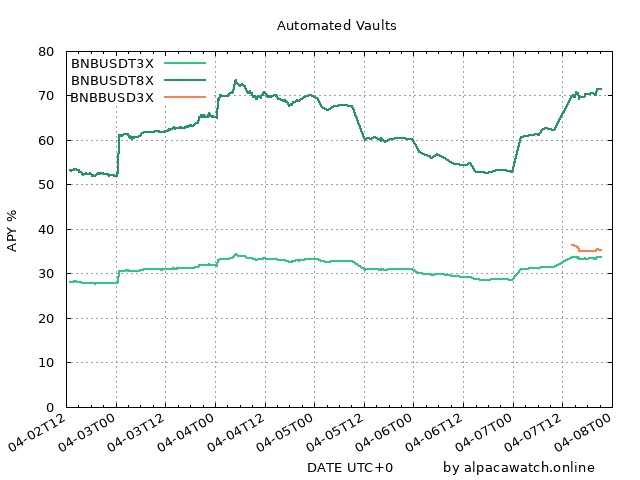 Automated Vaults
BNBUSDT3X
BNBUSDT8X
BNBBUSD3X
APY %
80
70
60
50
40
30
20
10
0
04-02T12
04-03T00
04-03T12
04-04T00
04-04T12
04-05T00
04-05T12
04-06T00
04-06T12
04-07T00
04-07T12
04-08T00
DATE UTC+0
by alpacawatch.online